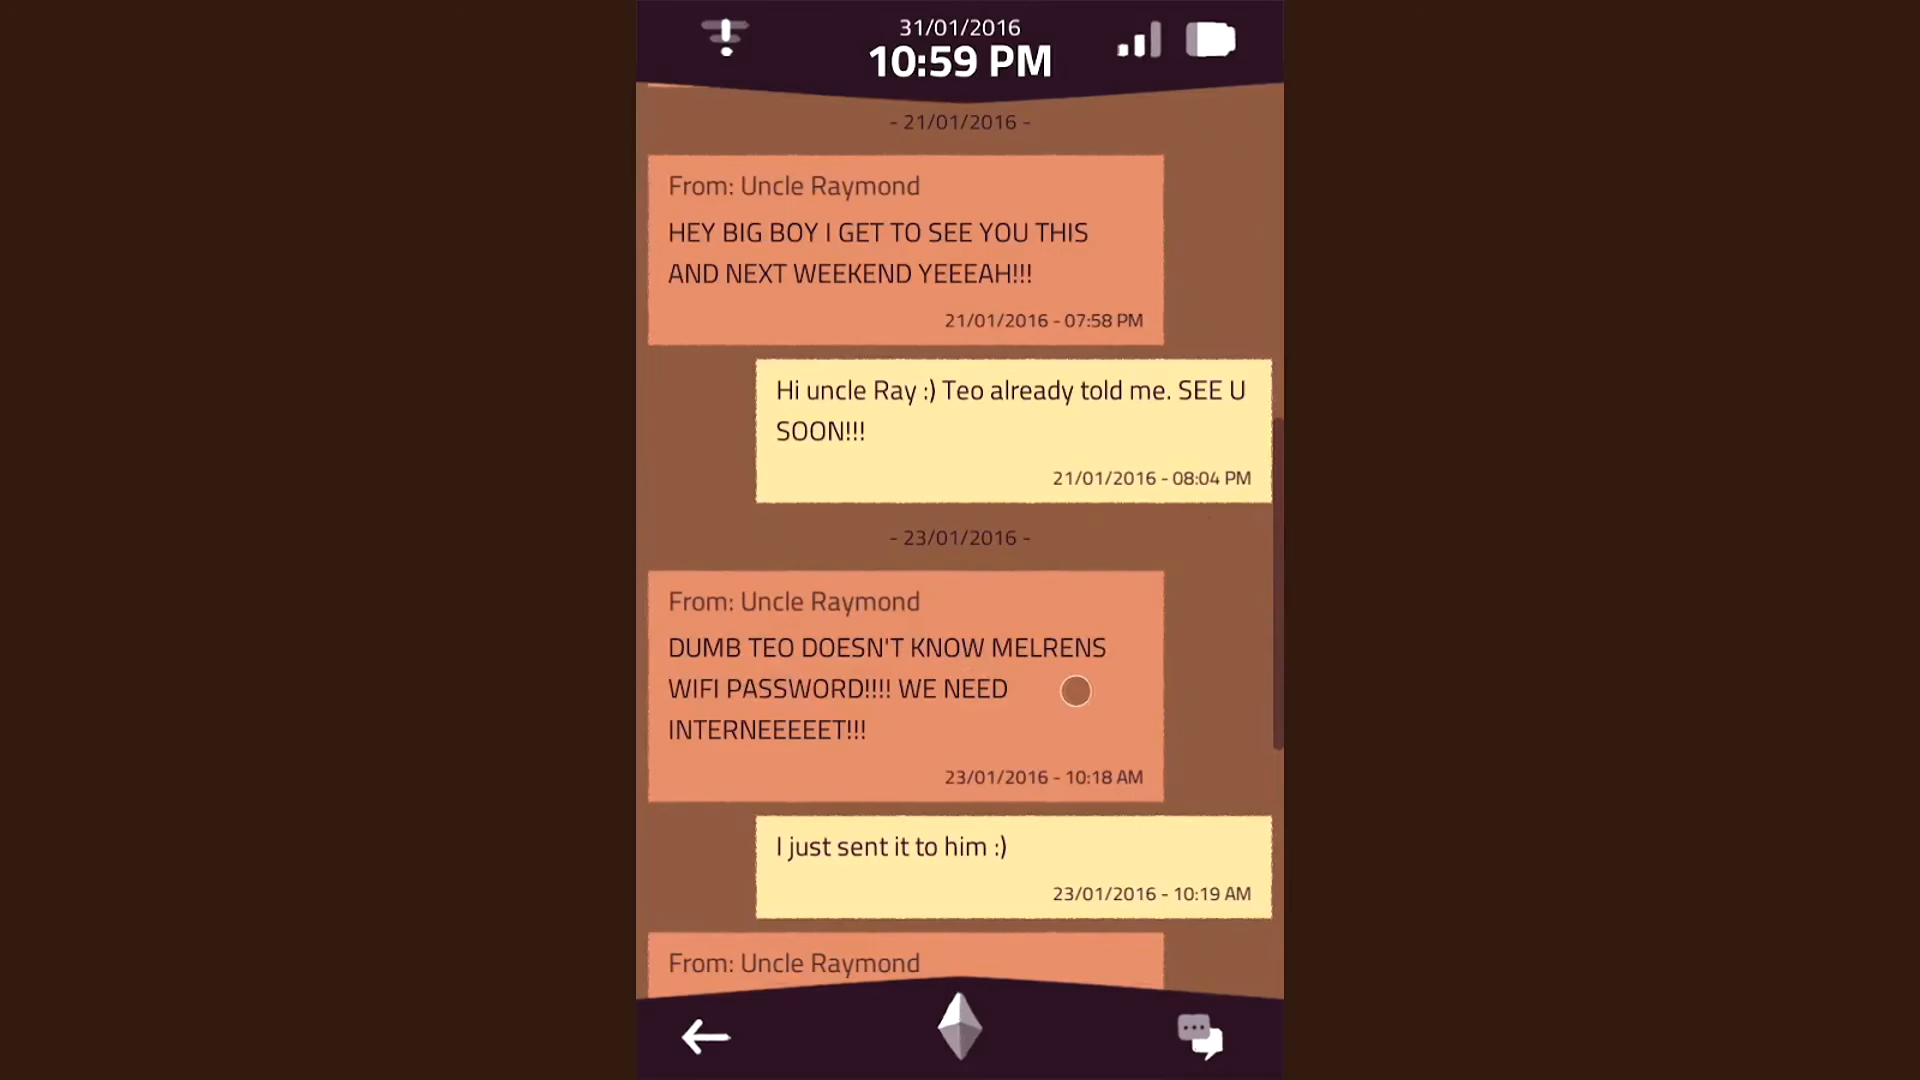 31/01/2016
10:59 PM
- 21/01/2016 -
From: Uncle Raymond
HEY BIG BOY I GET TO SEE YOU THIS
AND NEXT WEEKEND YEEEAH!!!
21/01/2016 - 07:58 PM
Hi uncle Ray :) Teo already told me. SEE U
SOON!!!
21/01/2016 - 08:04 PM
- 23/01/2016 -
From: Uncle Raymond
DUMB TEO DOESN'T KNOW MELRENS
WIFI PASSWORD!!!! WE NEED
INTERNEEEEET!!!
23/01/2016 - 10:18 AM
I just sent it to him :)
23/01/2016 - 10:19 AM
From: Uncle Raymond